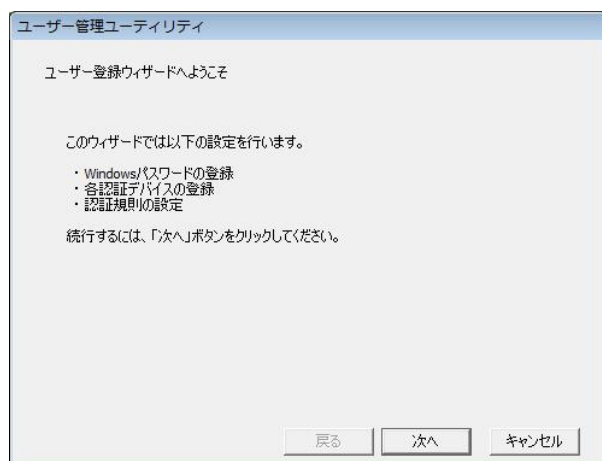 ユーザー管理ユーティリティ
ユーザー登録ウィザードへようこそ
このウィザードでは以下の設定を行います。
・Windowsパスワードの登録
・各認証デバイスの登録
・認証規則の設定
続行するには、「次へ」ボタンをクリックしてください。
戻る 次へ キャンセル